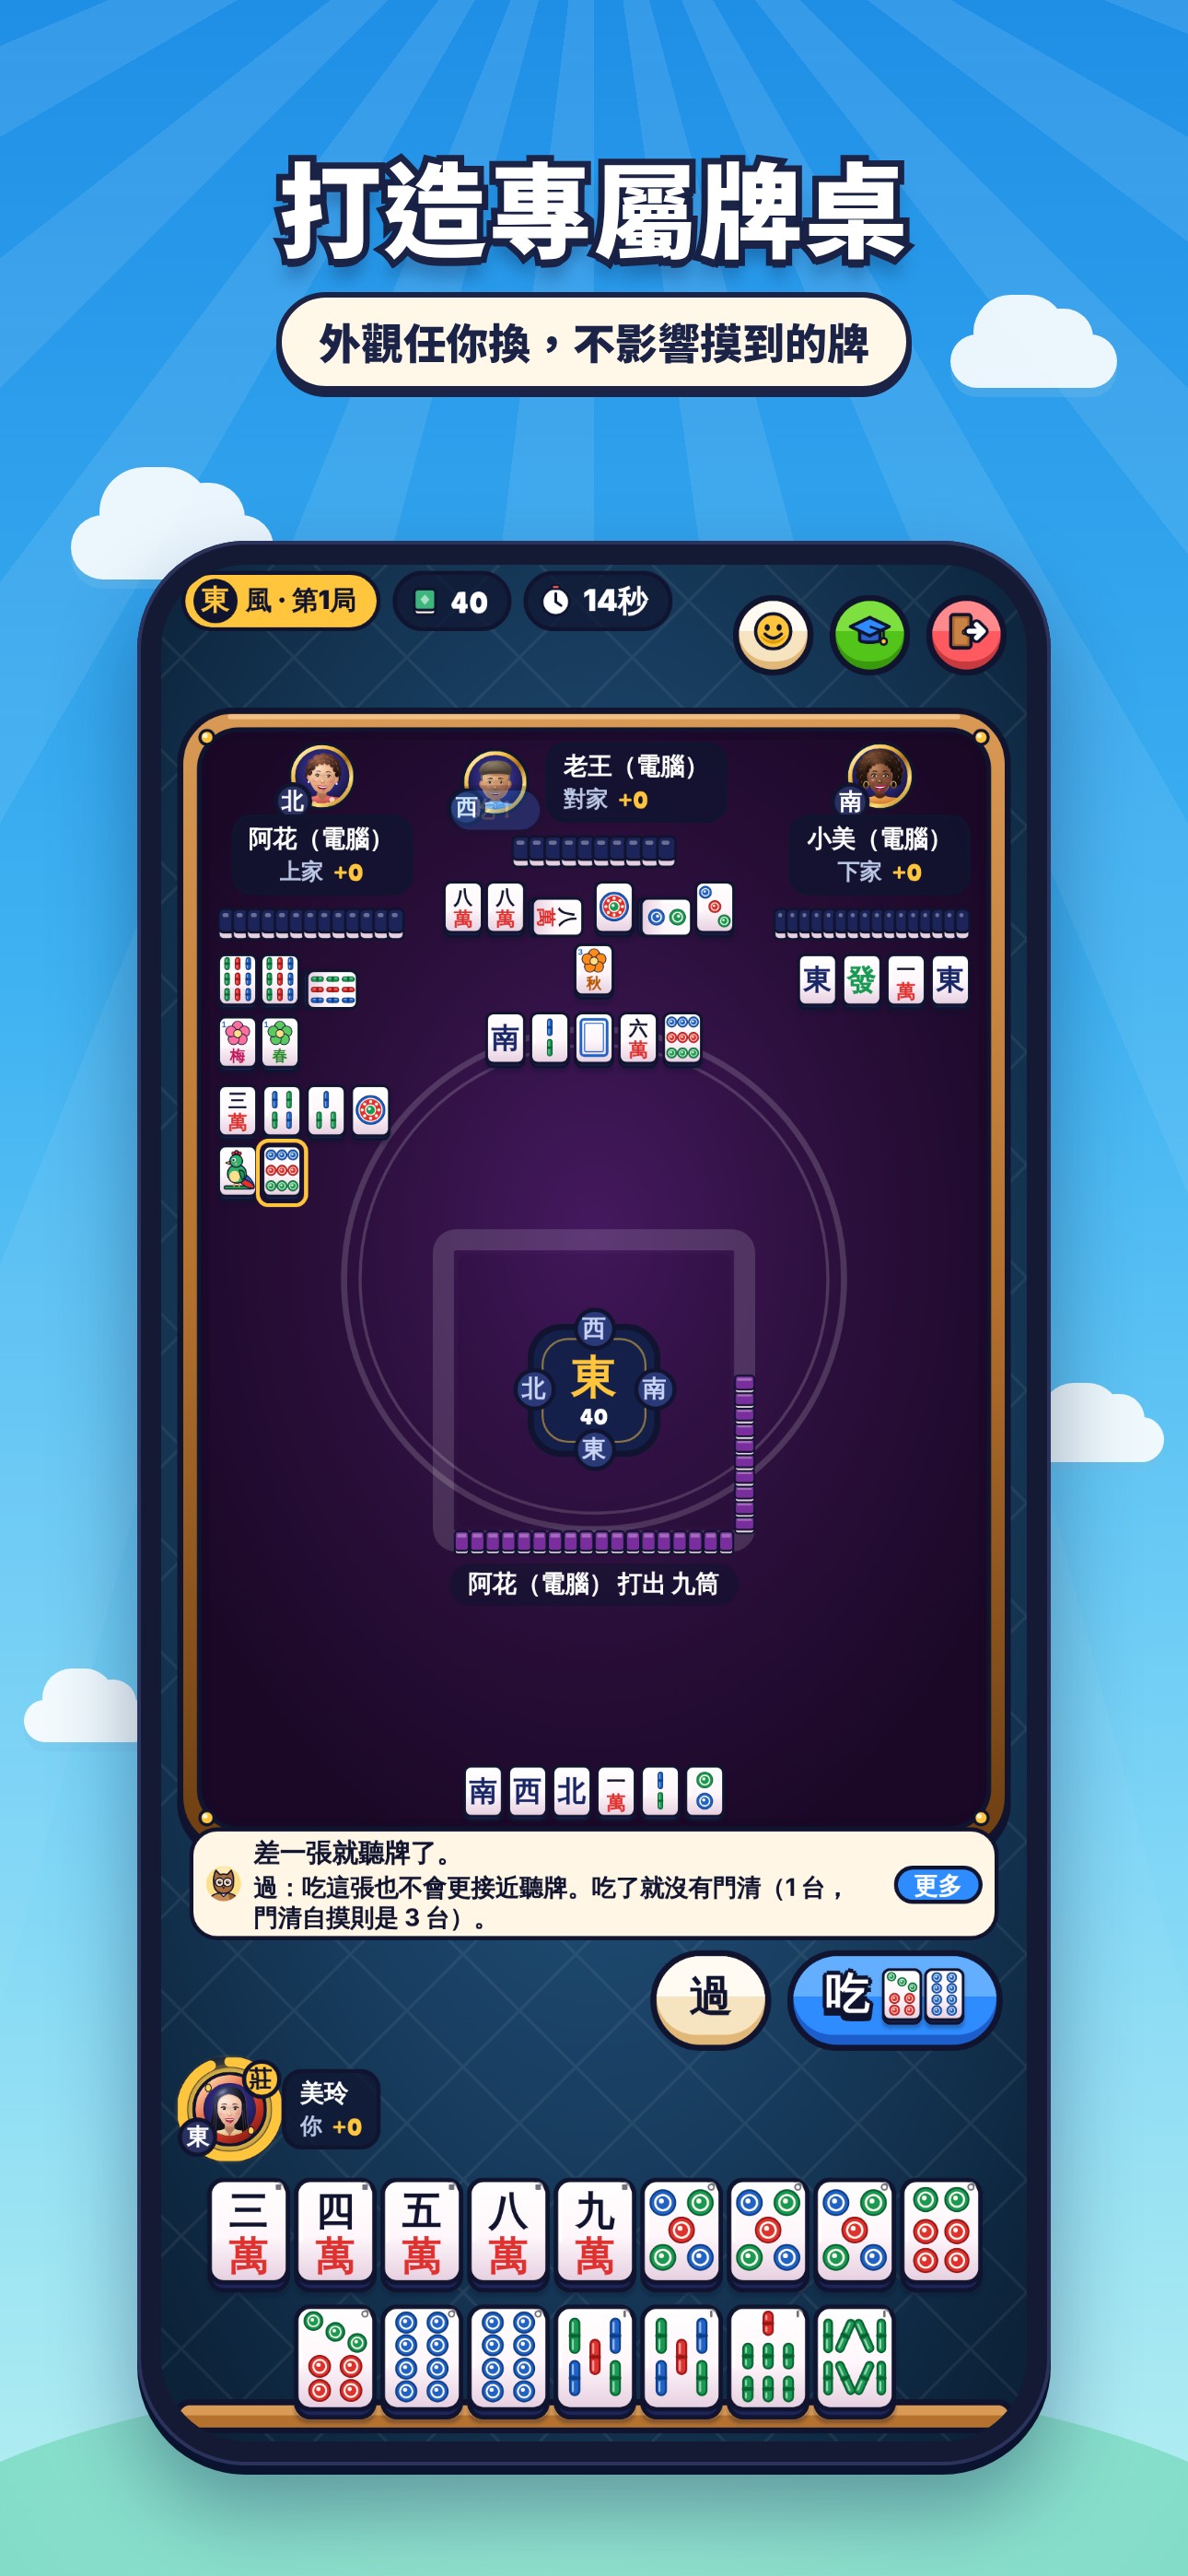 打造專屬牌桌
外觀任你換，不影響摸到的牌
東 風·第1局
40
14秒
北
阿花（電腦）
上家 +0
西
老王（電腦）
對家 +0
南
小美（電腦）
下家 +0
八萬 八萬 八萬
秋
梅 春
東 發 一萬 東
南 六萬
三萬
西
北 東 南
40
東
阿花（電腦） 打出 九筒
南 西 北 一萬
差一張就聽牌了。
過：吃這張也不會更接近聽牌。吃了就沒有門清（1 台，
門清自摸則是 3 台）。
更多
過
吃
莊
東
美玲
你 +0
三萬 四萬 五萬 八萬 九萬